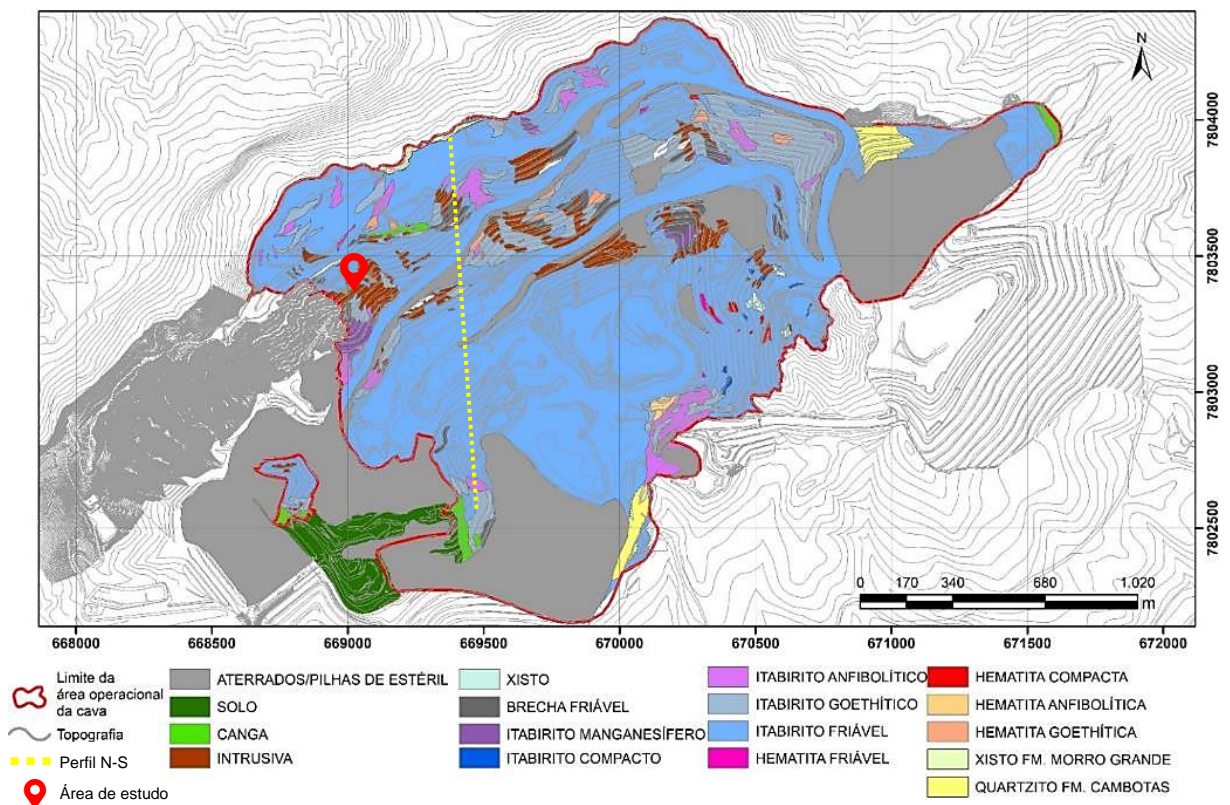 N
7804000
7803500
7803000
7802500
0 170 340 680 1.020
m
668000 668500 669000 669500 670000 670500 671000 671500 672000
Limite da
área operacional
da cava
Topografia
Perfil N-S
Área de estudo
ATERRADOS/PILHAS DE ESTÉRIL
SOLO
CANGA
INTRUSIVA
XISTO
BRECHA FRIÁVEL
ITABIRITO MANGANESÍFERO
ITABIRITO COMPACTO
ITABIRITO ANFIBOLÍTICO
ITABIRITO GOETHÍTICO
ITABIRITO FRIÁVEL
HEMATITA FRIÁVEL
HEMATITA COMPACTA
HEMATITA ANFIBOLÍTICA
HEMATITA GOETHÍTICA
XISTO FM. MORRO GRANDE
QUARTZITO FM. CAMBOTAS